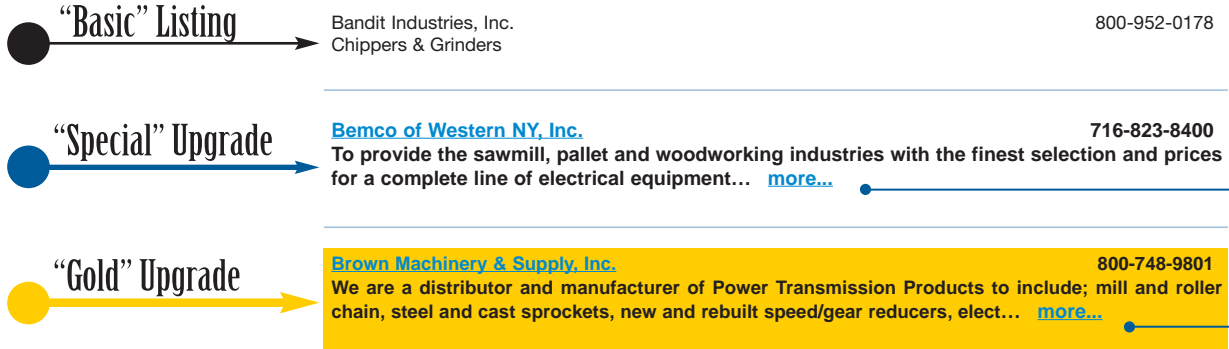 “Basic” Listing
Bandit Industries, Inc. 800-952-0178
Chippers & Grinders
“Special” Upgrade
Bemco of Western NY, Inc. 716-823-8400
To provide the sawmill, pallet and woodworking industries with the finest selection and prices
for a complete line of electrical equipment… more...
“Gold” Upgrade
Brown Machinery & Supply, Inc. 800-748-9801
We are a distributor and manufacturer of Power Transmission Products to include; mill and roller
chain, steel and cast sprockets, new and rebuilt speed/gear reducers, elect… more...